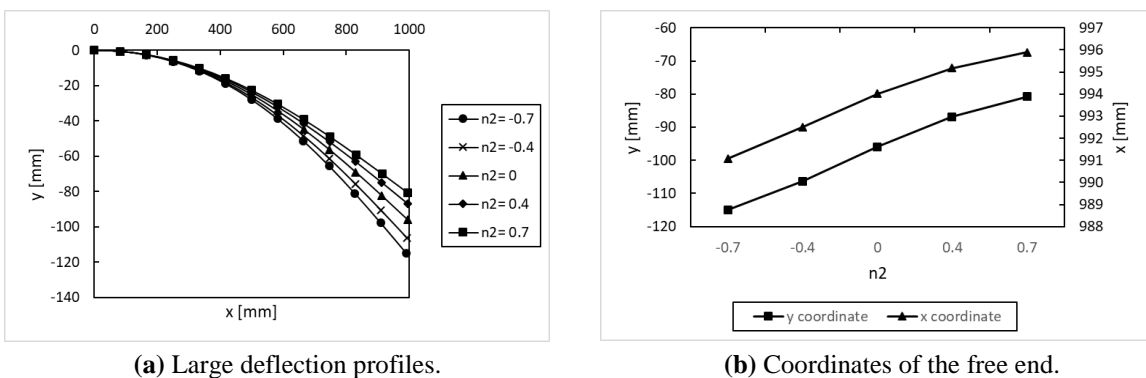 0 200 400 600 800 1000
0
-20
-40
-60
-80
-100
-120
-140
y [mm]
x [mm]
n2= -0.7
n2= -0.4
n2= 0
n2= 0.4
n2= 0.7
(a) Large deflection profiles.
-60
-70
-80
-90
-100
-110
-120
y [mm]
997
996
995
994
993
992
991
990
989
988
x [mm]
-0.7 -0.4 0 0.4 0.7
n2
y coordinate x coordinate
(b) Coordinates of the free end.